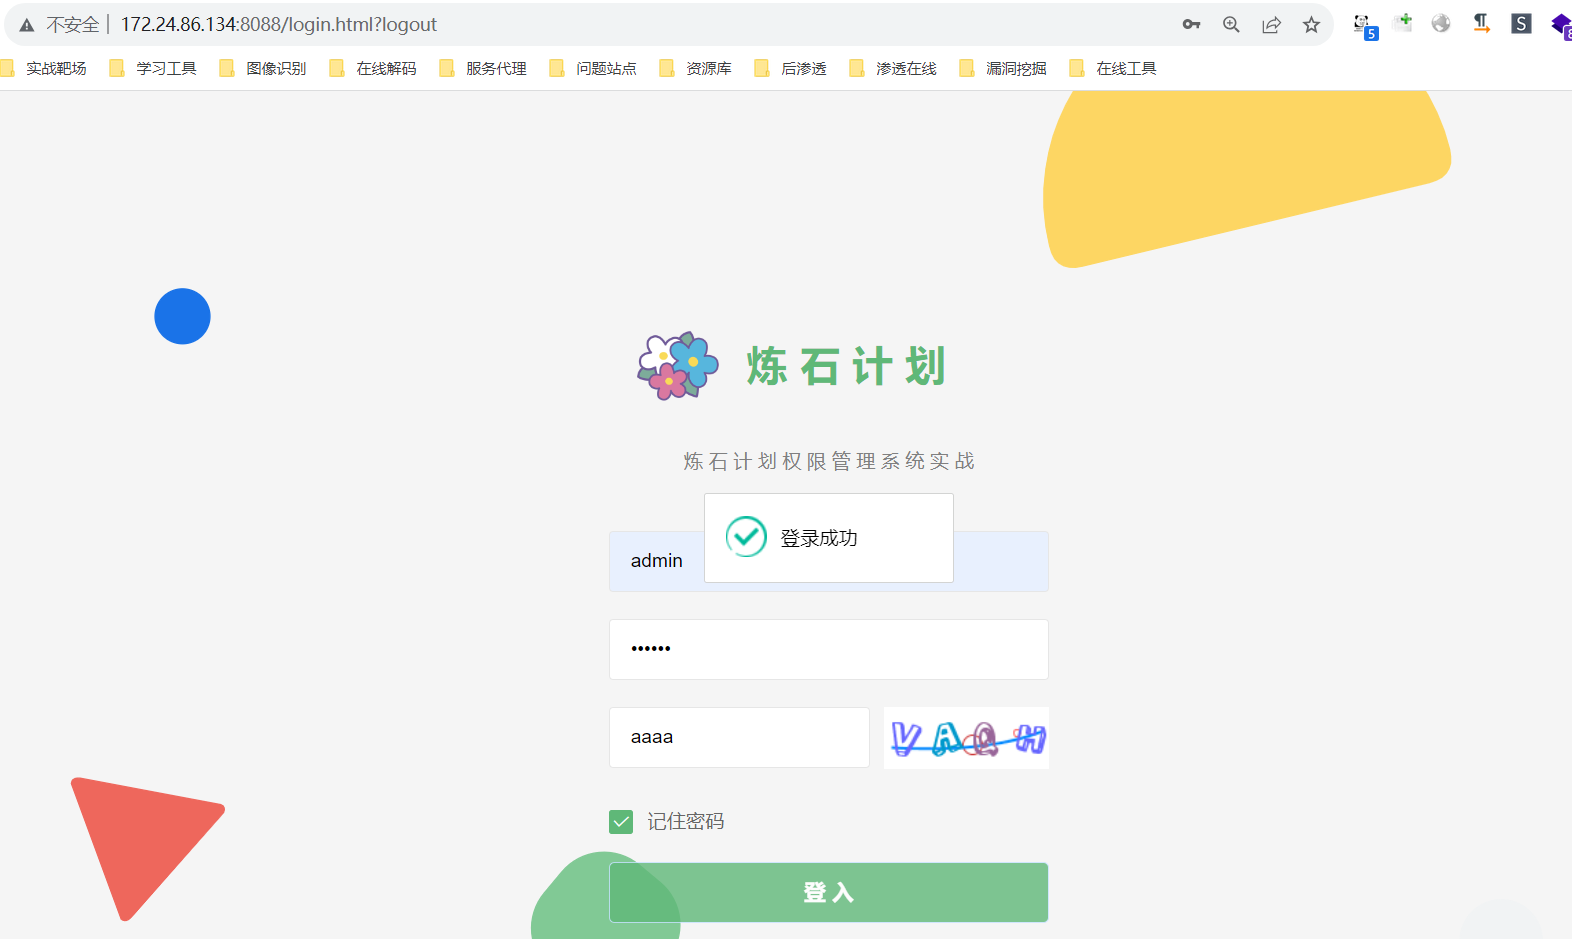 不安全 172.24.86.134:8088/login.html?logout
5 S 8
实战靶场 学习工具 图像识别 在线解码 服务代理 问题站点 资源库 后渗透 渗透在线 漏洞挖掘 在线工具
炼石计划
炼石计划权限管理系统实战
登录成功
admin
••••••
aaaa VAQH
记住密码
登入